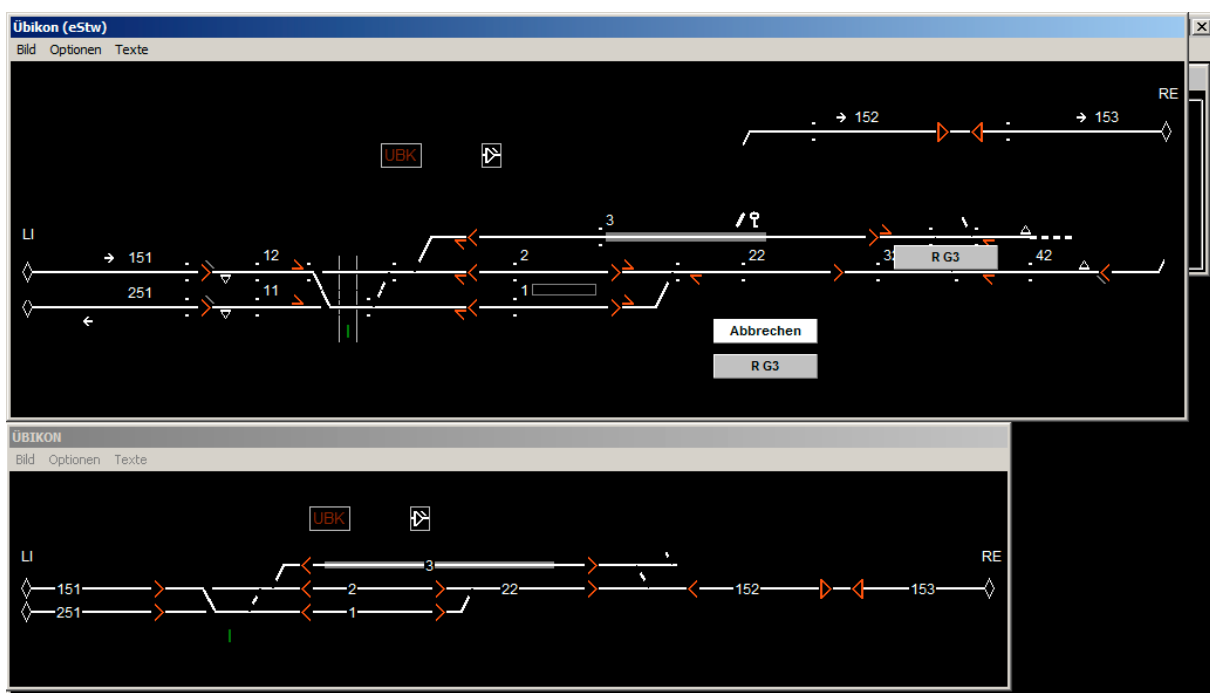 Übikon (eStw)
Bild Optionen Texte
RE
→ 152 → 153
UBK
3
LI
→ 151 12 2 22 R G3 42
251 11 1
←
Abbrechen
R G3
ÜBIKON
Bild Optionen Texte
UBK
LI RE
3
151 2 22 152 153
251 1